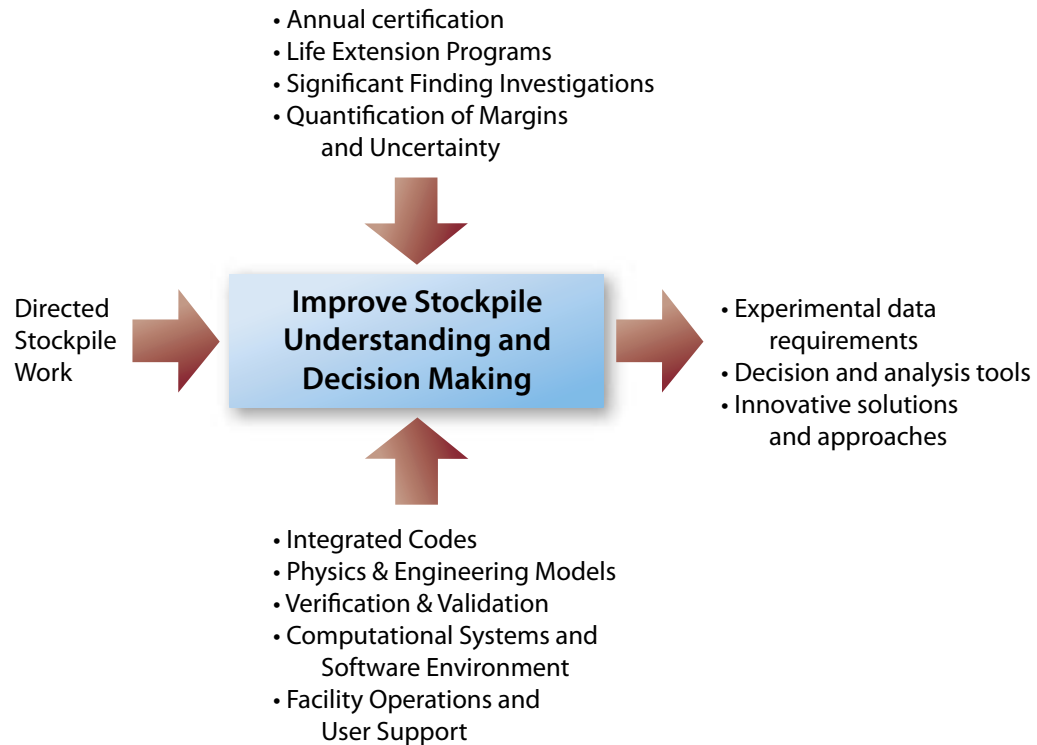 • Annual certification
• Life Extension Programs
• Significant Finding Investigations
• Quantification of Margins
and Uncertainty
Directed
Stockpile
Work
Improve Stockpile
Understanding and
Decision Making
• Experimental data
requirements
• Decision and analysis tools
• Innovative solutions
and approaches
• Integrated Codes
• Physics & Engineering Models
• Verification & Validation
• Computational Systems and
Software Environment
• Facility Operations and
User Support